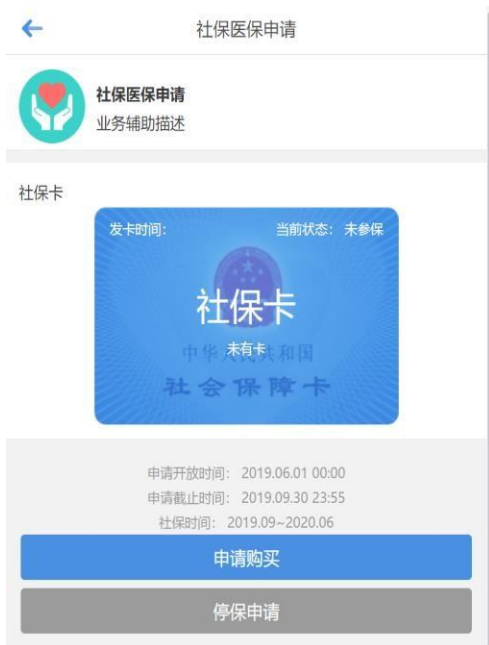 社保医保申请
社保医保申请
业务辅助描述
社保卡
发卡时间:
当前状态: 未参保
社保卡
未有卡
中华人民共和国
社会保障卡
申请开放时间: 2019.06.01 00:00
申请截止时间: 2019.09.30 23:55
社保时间: 2019.09~2020.06
申请购买
停保申请